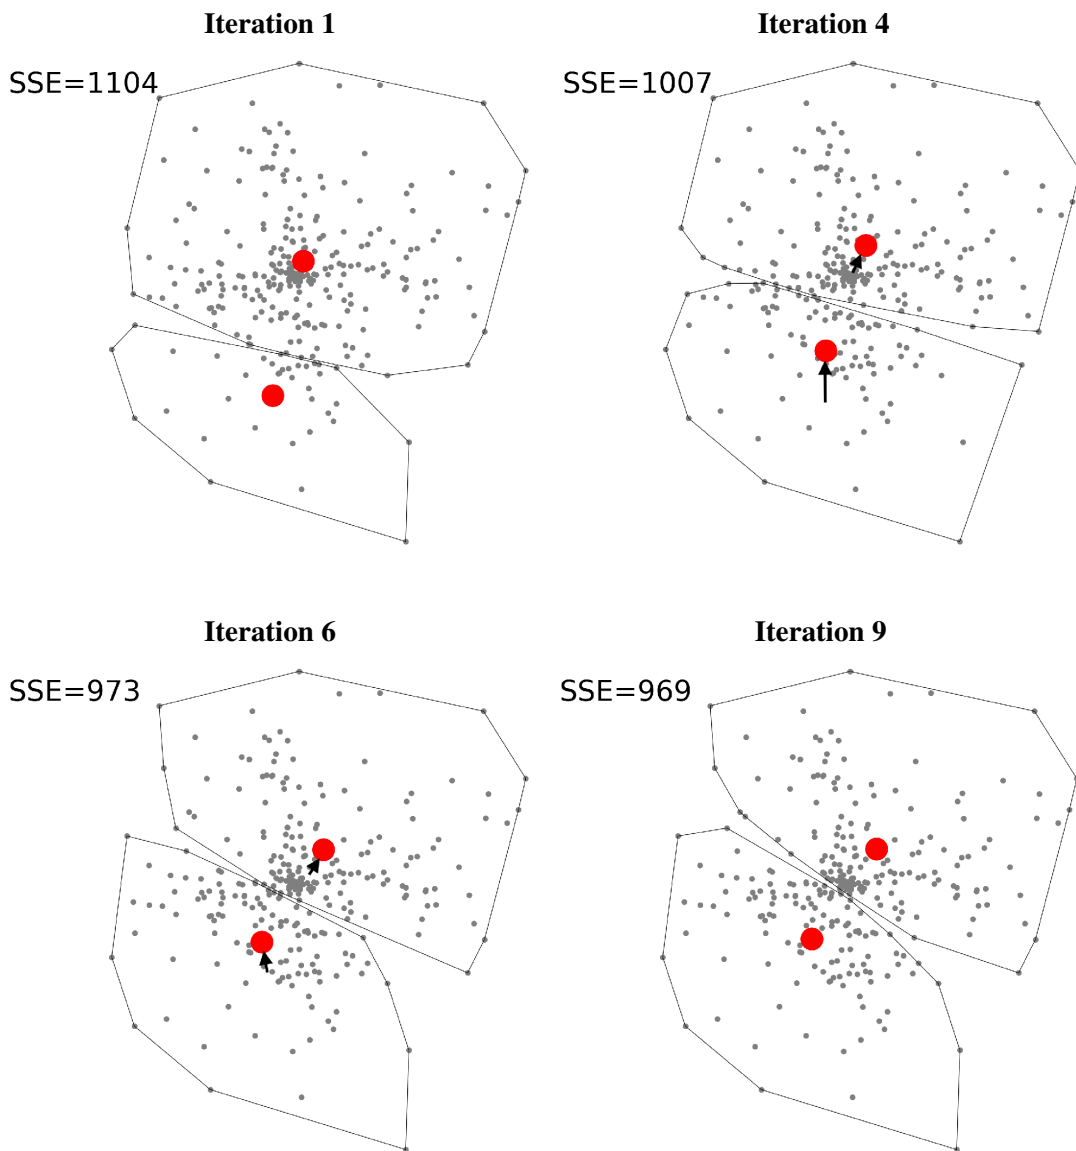 Iteration 1
Iteration 4
SSE=1104
SSE=1007
Iteration 6
Iteration 9
SSE=973
SSE=969